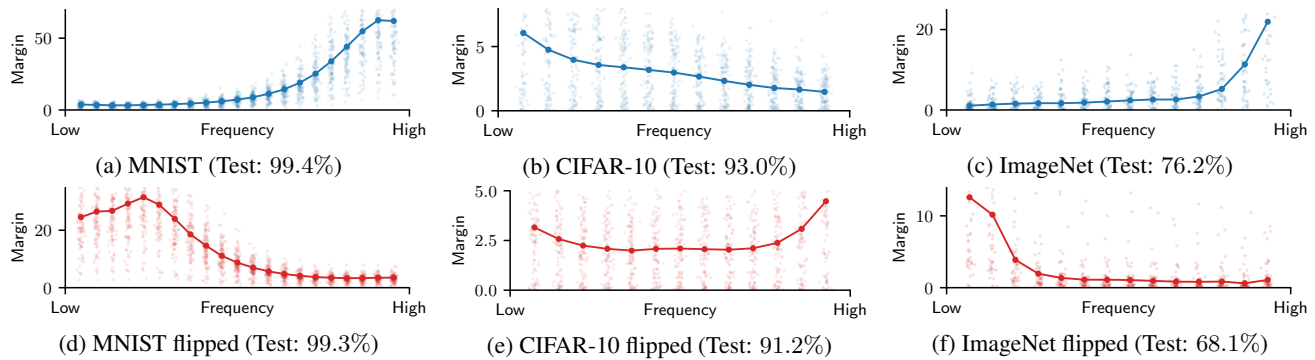 Margin
50
0
Low
Frequency
High
(a) MNIST (Test: 99.4%)
Margin
5
0
Low
Frequency
High
(b) CIFAR-10 (Test: 93.0%)
Margin
20
0
Low
Frequency
High
(c) ImageNet (Test: 76.2%)
Margin
20
0
Low
Frequency
High
(d) MNIST flipped (Test: 99.3%)
Margin
5.0
2.5
0.0
Low
Frequency
High
(e) CIFAR-10 flipped (Test: 91.2%)
Margin
10
0
Low
Frequency
High
(f) ImageNet flipped (Test: 68.1%)